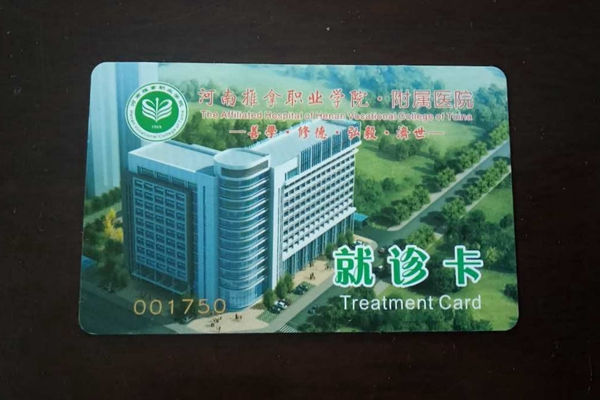 河南推拿职业学院·附属医院
The Affiliated Hospital of Henan Vocational College of Tuina
—善学·修德·弘毅·济世—
就诊卡
Treatment Card
001750